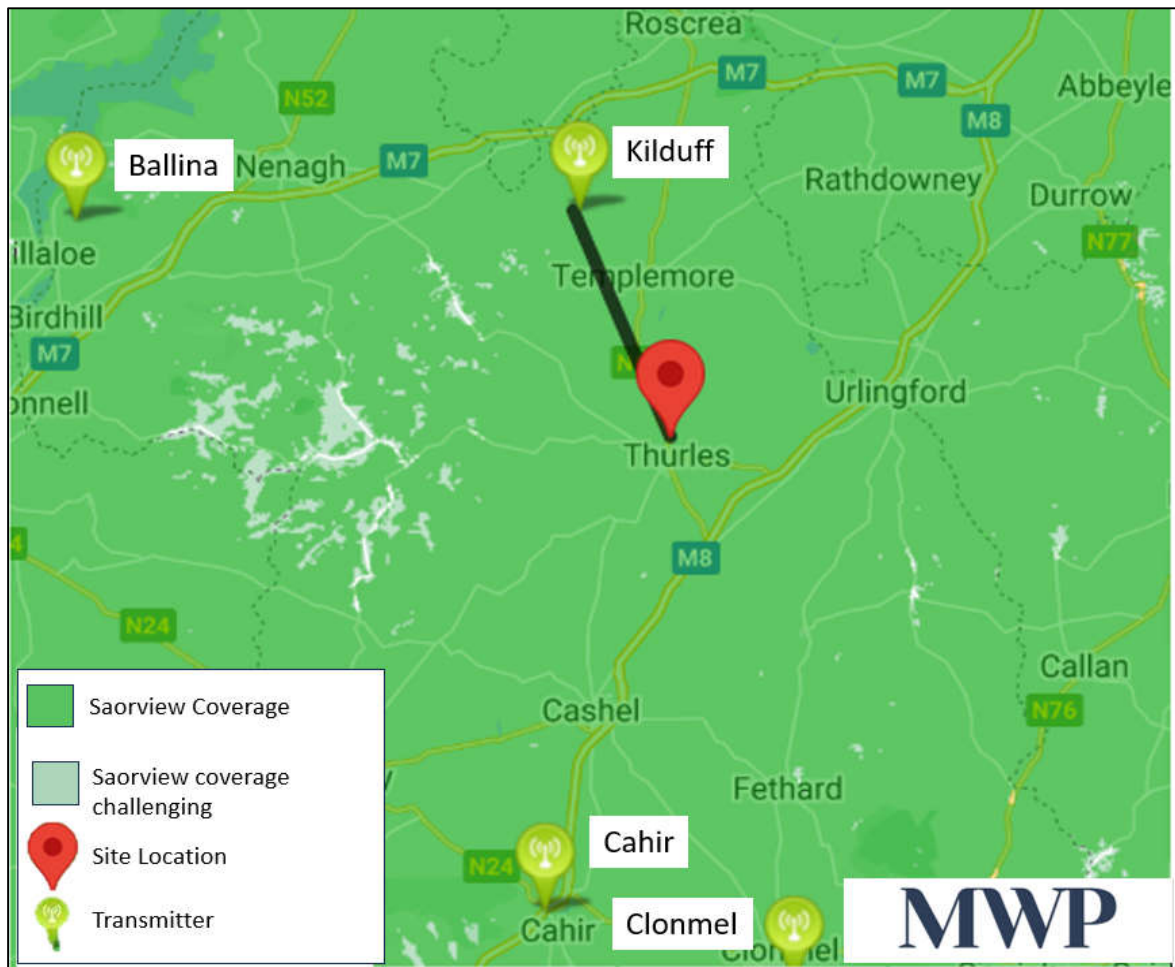 Roscrea
M7
M7
Abbeyle
N52
M8
Ballina
Nenagh
M7
Kilduff
Rathdowney
Durrow
N77
illaloe
Templemore
Birdhill
M7
onnell
Urlingford
Thurles
M8
4
N24
Callan
Cashel
N76
Fethard
Cahir
N24
Cahir
Clonmel
Saorview Coverage
Saorview coverage
challenging
Site Location
Transmitter
MWP